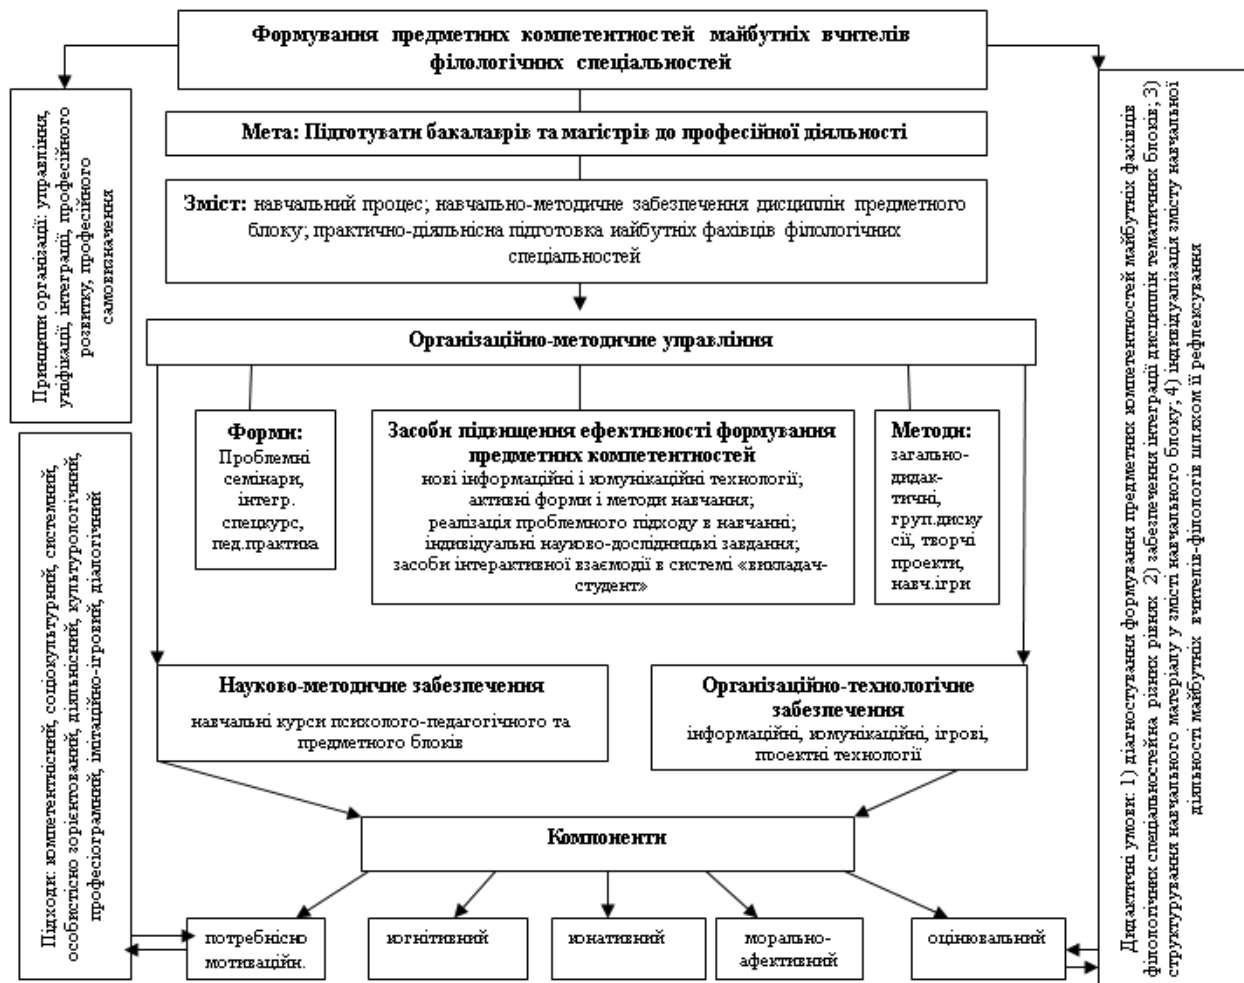 Формування предметних компетентностей майбутніх вчителів
філологічних спеціальностей
Принципи організації: управління,
уніфікації, інтеграції, професійного
розвитку, професійного
самовизначення
Мета: Підготувати бакалаврів та магістрів до професійної діяльності
Зміст: навчальний процес; навчально-методичне забезпечення дисциплін предметного
блоку; практично-діяльнісна підготовка майбутніх фахівців філологічних
спеціальностей
Організаційно-методичне управління
Форми:
Проблемні
семінари,
інтегр.
спецкурс,
пед.практика
Засоби підвищення ефективності формування
предметних компетентностей
нові інформаційні і комунікаційні технології;
активні форми і методи навчання;
реалізація проблемного підходу в навчанні;
індивідуальні науково-дослідницькі завдання;
засоби інтерактивної взаємодії в системі «викладач-
студент»
Методи:
загально-
дидак-
тичні,
груп.диску
сії, творчі
проекти,
навч.ігри
Підходи: компетентнісний, соціокультурний, системний,
особистісно зорієнтований, діяльнісний, культурологічний,
професіограмний, імітаційно-ігровий, діалогічний
Науково-методичне забезпечення
навчальні курси психолого-педагогічного та
предметного блоків
Організаційно-технологічне
забезпечення
інформаційні, комунікаційні, ігрові,
проектні технології
Компоненти
потребнісно
мотиваційн.
когнітивний
конативний
морально-
афективний
оцінювальний
Дидактичні умови: 1) діагностування формування предметних компетентностей майбутніх фахівців
філологічних спеціальностейна різних рівнях 2) забезпечення інтеграції дисциплін тематичних блоків; 3)
структурування навчального матеріалу у змісті навчального блоку; 4) індивідуалізація змісту навчальної
діяльності майбутніх вчителів-філологів шляхом її рефлексування